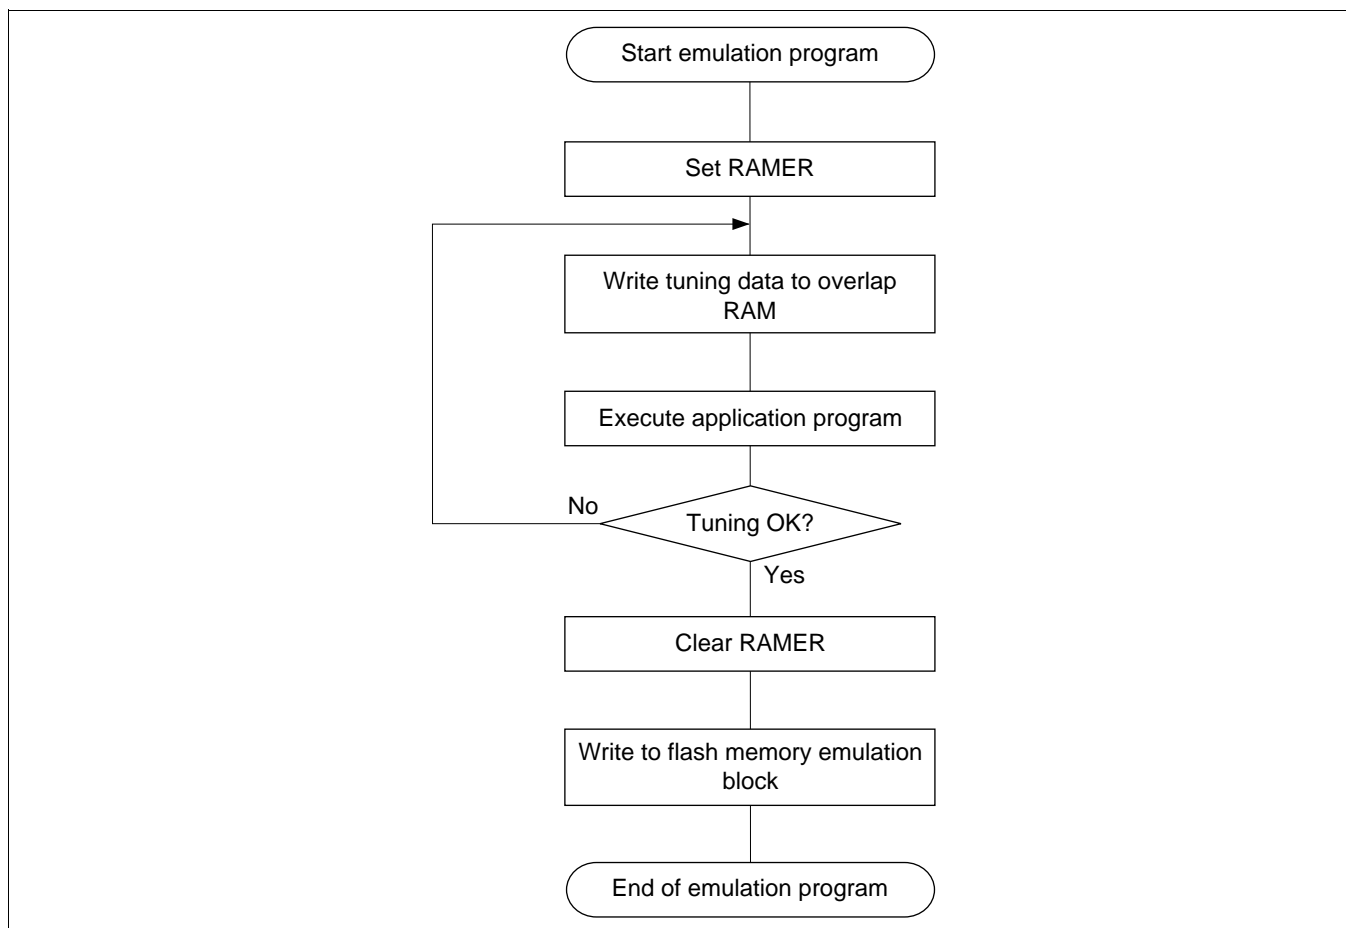 Start emulation program
Set RAMER
Write tuning data to overlap
RAM
Execute application program
No
Tuning OK?
Yes
Clear RAMER
Write to flash memory emulation
block
End of emulation program